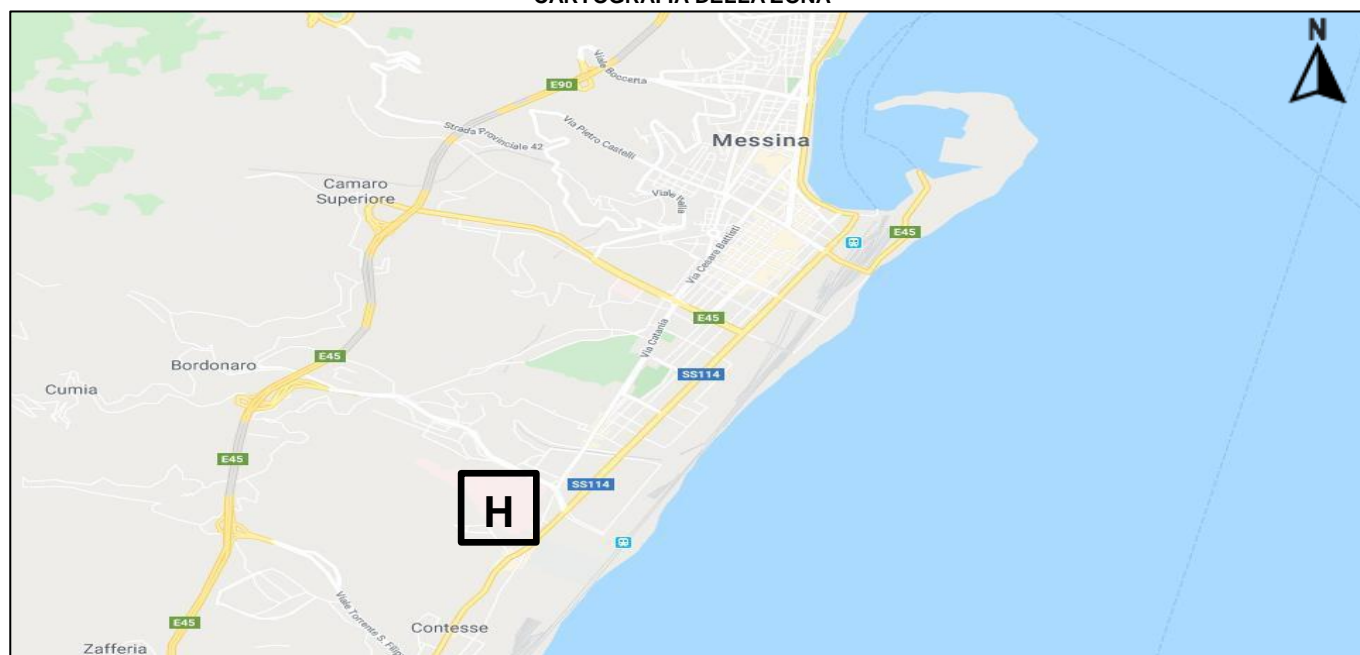 CARTOGRAFIA DELLA ZONA
N
Viale Boccetta
E90
Via Pietro Castelli
Strada Provinciale 42
Messina
Camaro
Superiore
Viale Italia
E45
Via Cesare Battisti
E45
Via Catania
E45
Bordonaro
SS114
Cumia
E45
SS114
H
E45
Viale Torrente S. Filip
Contesse
Zafferia